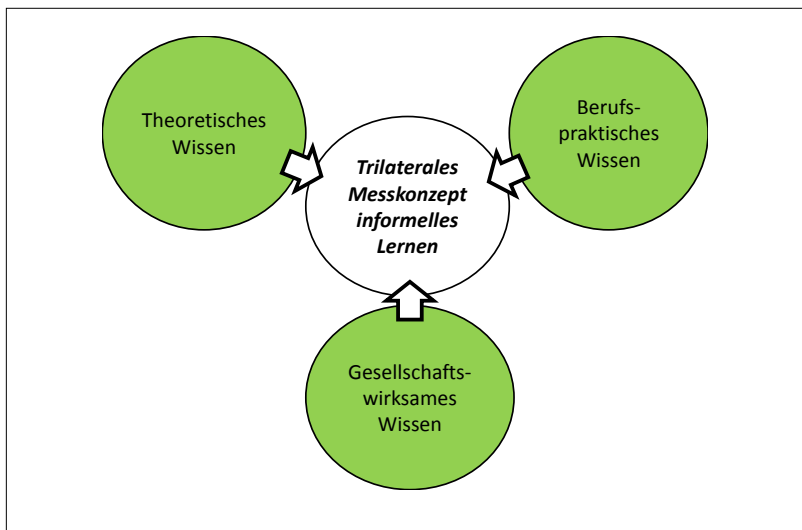 Theoretisches
Wissen
Berufs-
praktisches
Wissen
Trilaterales
Messkonzept
informelles
Lernen
Gesellschafts-
wirksames
Wissen